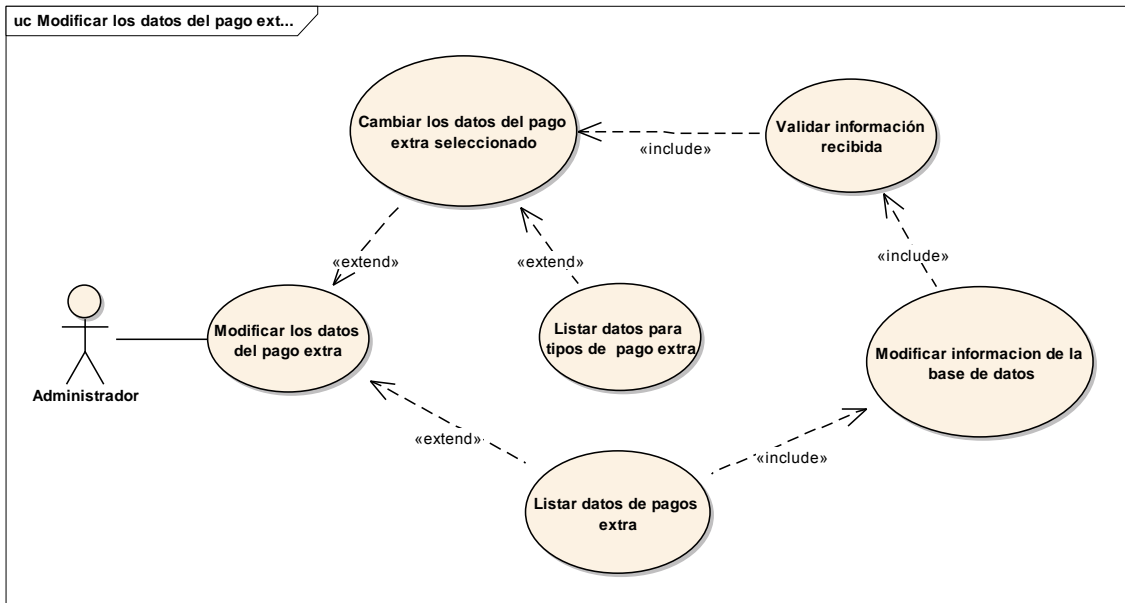 uc Modificar los datos del pago ext...
Cambiar los datos del pago
extra seleccionado
Validar información
recibida
«include»
«extend»
«extend»
«include»
Modificar los datos
del pago extra
Listar datos para
tipos de pago extra
Modificar informacion de la
base de datos
Administrador
«extend»
«include»
Listar datos de pagos
extra